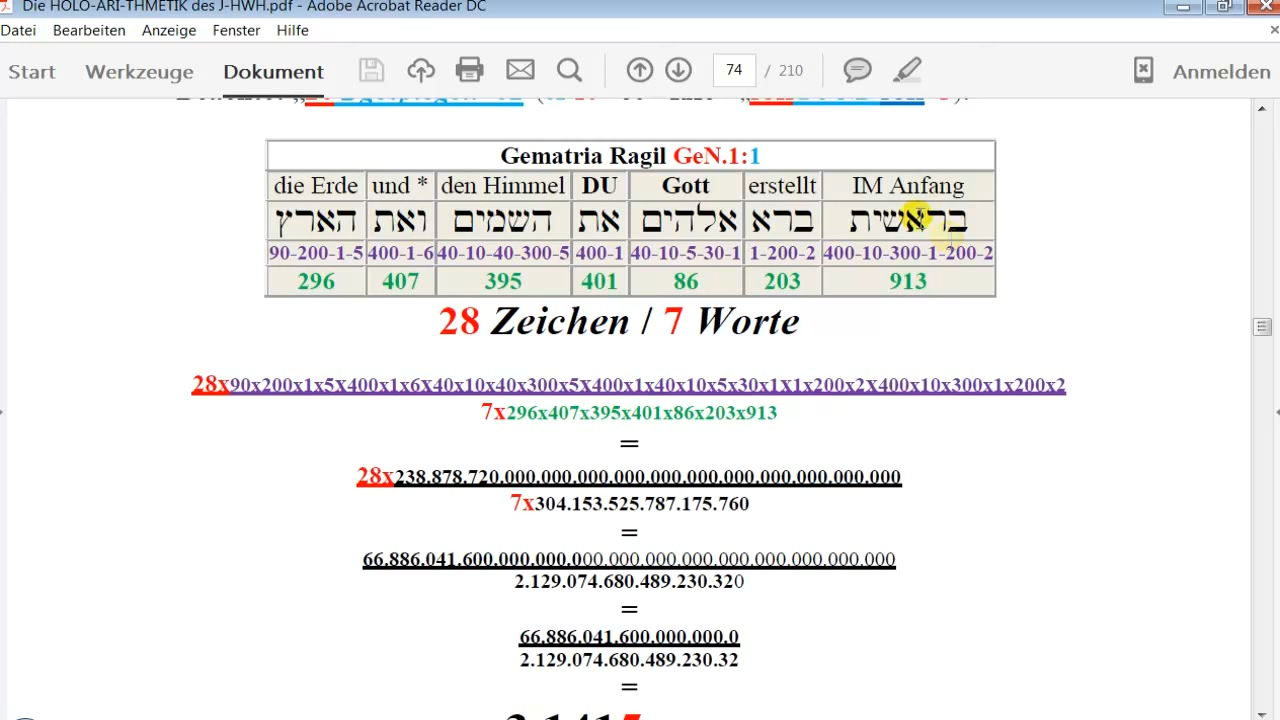 Die HOLO-ARI-THMETIK des J-HWH.pdf - Adobe Acrobat Reader DC
Datei Bearbeiten Anzeige Fenster Hilfe
Start Werkzeuge Dokument 74 / 210 Anmelden
Gematria Ragil GeN.1:1
die Erde und * den Himmel DU Gott erstellt IM Anfang
הארץ ואת השמים את אלהים ברא בראשית
90-200-1-5 400-1-6 40-10-40-300-5 400-1 40-10-5-30-1 1-200-2 400-10-300-1-200-2
296 407 395 401 86 203 913
28 Zeichen / 7 Worte
28x90x200x1x5x400x1x6x40x10x40x300x5x400x1x40x10x5x30x1x1x200x2x400x10x300x1x200x2
7x296x407x395x401x86x203x913
=
28x238.878.720.000.000.000.000.000.000.000.000.000.000.000
7x304.153.525.787.175.760
=
66.886.041.600.000.000.000.000.000.000.000.000.000.000.000
2.129.074.680.489.230.320
=
66.886.041.600.000.000.0
2.129.074.680.489.230.32
=
3,1415